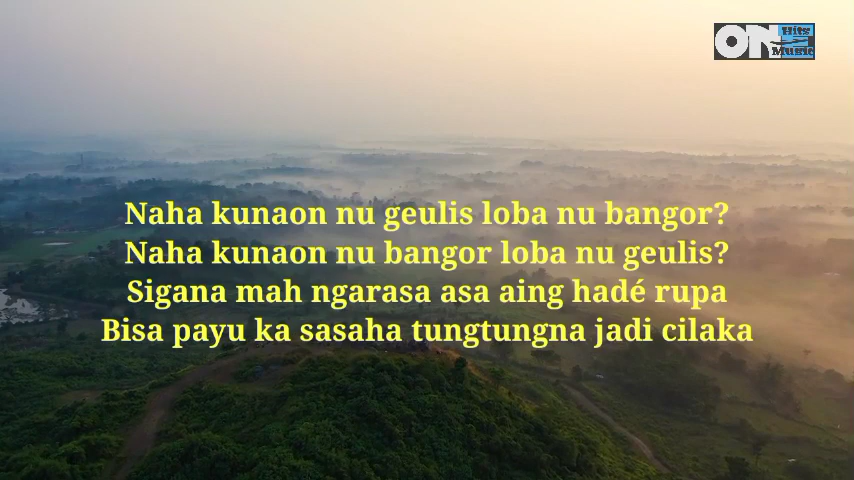 ON Hits Music
Naha kunaon nu geulis loba nu bangor?
Naha kunaon nu bangor loba nu geulis?
Sigana mah ngarasa asa aing hadé rupa
Bisa payu ka sasaha tungtungna jadi cilaka